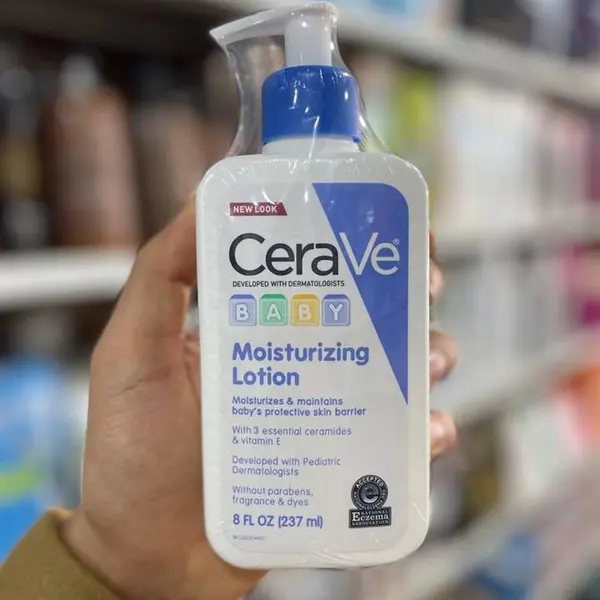 NEW LOOK
CeraVe®
DEVELOPED WITH DERMATOLOGISTS
BABY
Moisturizing
Lotion
Moisturizes & maintains
baby's protective skin barrier
With 3 essential ceramides
& vitamin E
Developed with Pediatric
Dermatologists
Without parabens,
fragrance & dyes
8 FL OZ (237 ml)
ACCEPTED
NATIONAL
Eczema
ASSOCIATION